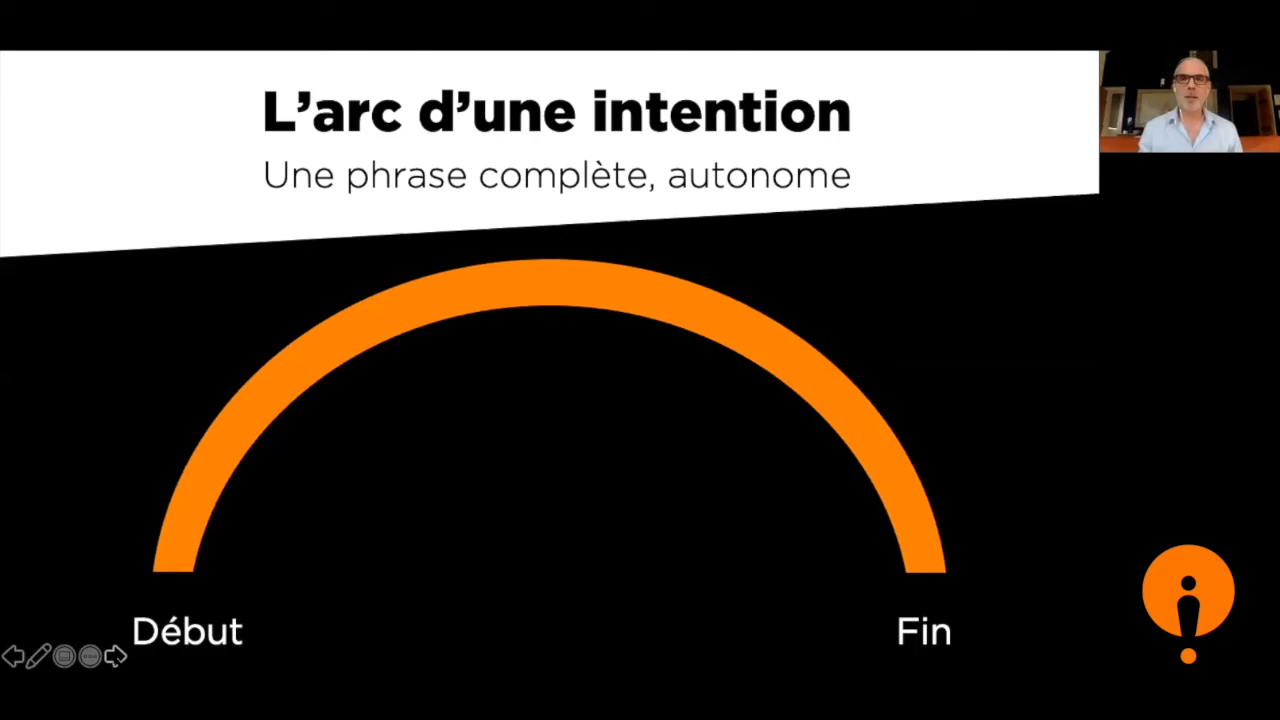 L’arc d’une intention
Une phrase complète, autonome
Début
Fin